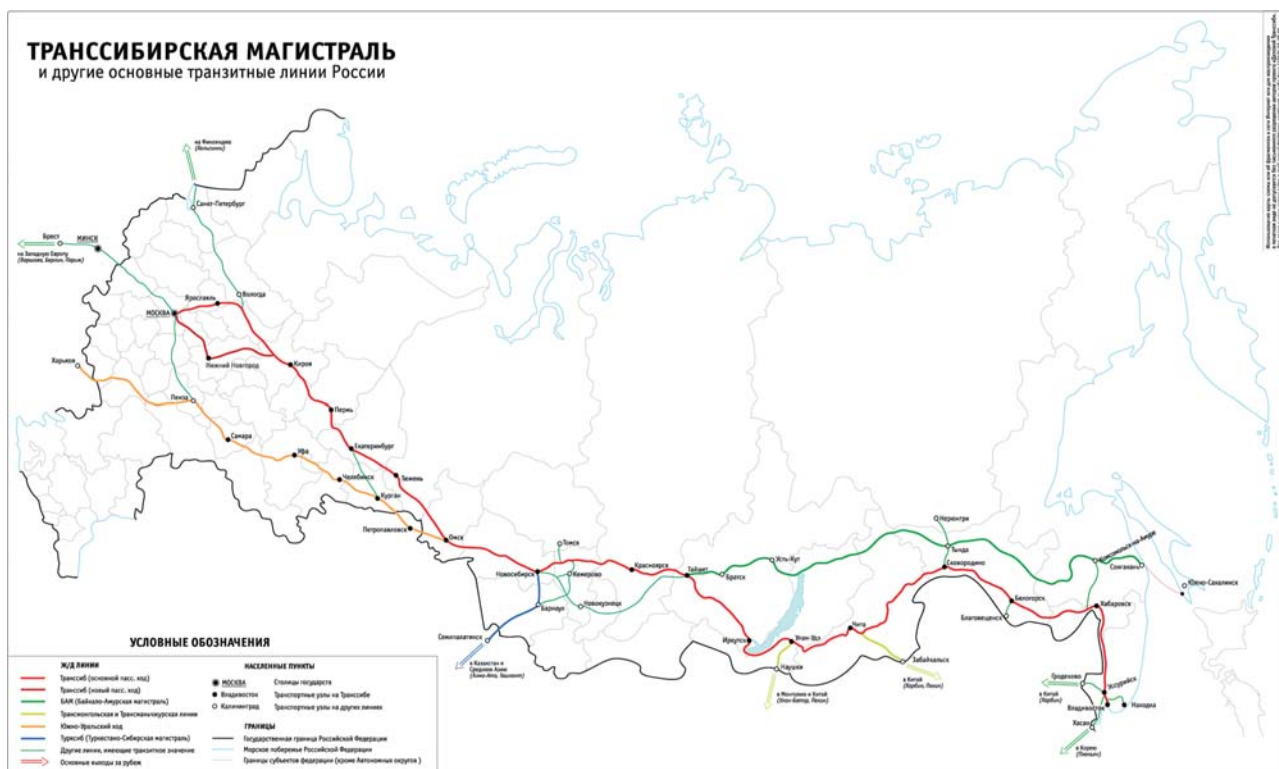 ТРАНССИБИРСКАЯ МАГИСТРАЛЬ
и другие основные транзитные линии России
на Финляндию
(Хельсинки)
Санкт-Петербург
Брест
МИНСК
на Западную Европу
(Варшава, Берлин, Париж)
Ярославль
Вологда
МОСКВА
Нижний Новгород
Киров
Харьков
Пенза
Пермь
Самара
Екатеринбург
Уфа
Челябинск
Тюмень
Курган
Петропавловск
Омск
Томск
Новосибирск
Кемерово
Красноярск
Тайшет
Братск
Усть-Кут
Нерюнгри
Тында
Сковородино
Комсомольск-на-Амуре
Совгавань
Южно-Сахалинск
Барнаул
Новокузнецк
Белогорск
Хабаровск
Благовещенск
Семипалатинск
Иркутск
Улан-Удэ
Чита
Наушки
Забайкальск
в Казахстан и
Среднюю Азию
(Алма-Ата, Ташкент)
в Монголию и Китай
(Улан-Батор, Пекин)
в Китай
(Харбин, Пекин)
Гродеково
в Китай
(Харбин)
Уссурийск
Владивосток
Находка
Хасан
в Корею
(Пхеньян)
УСЛОВНЫЕ ОБОЗНАЧЕНИЯ
Ж/Д ЛИНИИ
Транссиб (основной пасс. ход)
Транссиб (новый пасс. ход)
БАМ (Байкало-Амурская магистраль)
Трансмонгольская и Трансманьчжурская линии
Южно-Уральский ход
Турксиб (Туркестано-Сибирская магистраль)
Другие линии, имеющие транзитное значение
Основные выходы за рубеж
НАСЕЛЕННЫЕ ПУНКТЫ
МОСКВА Столицы государств
Владивосток Транспортные узлы на Транссибе
Калининград Транспортные узлы на других линиях
ГРАНИЦЫ
Государственная граница Российской Федерации
Морское побережье Российской Федерации
Границы субъектов федерации (кроме Автономных округов)